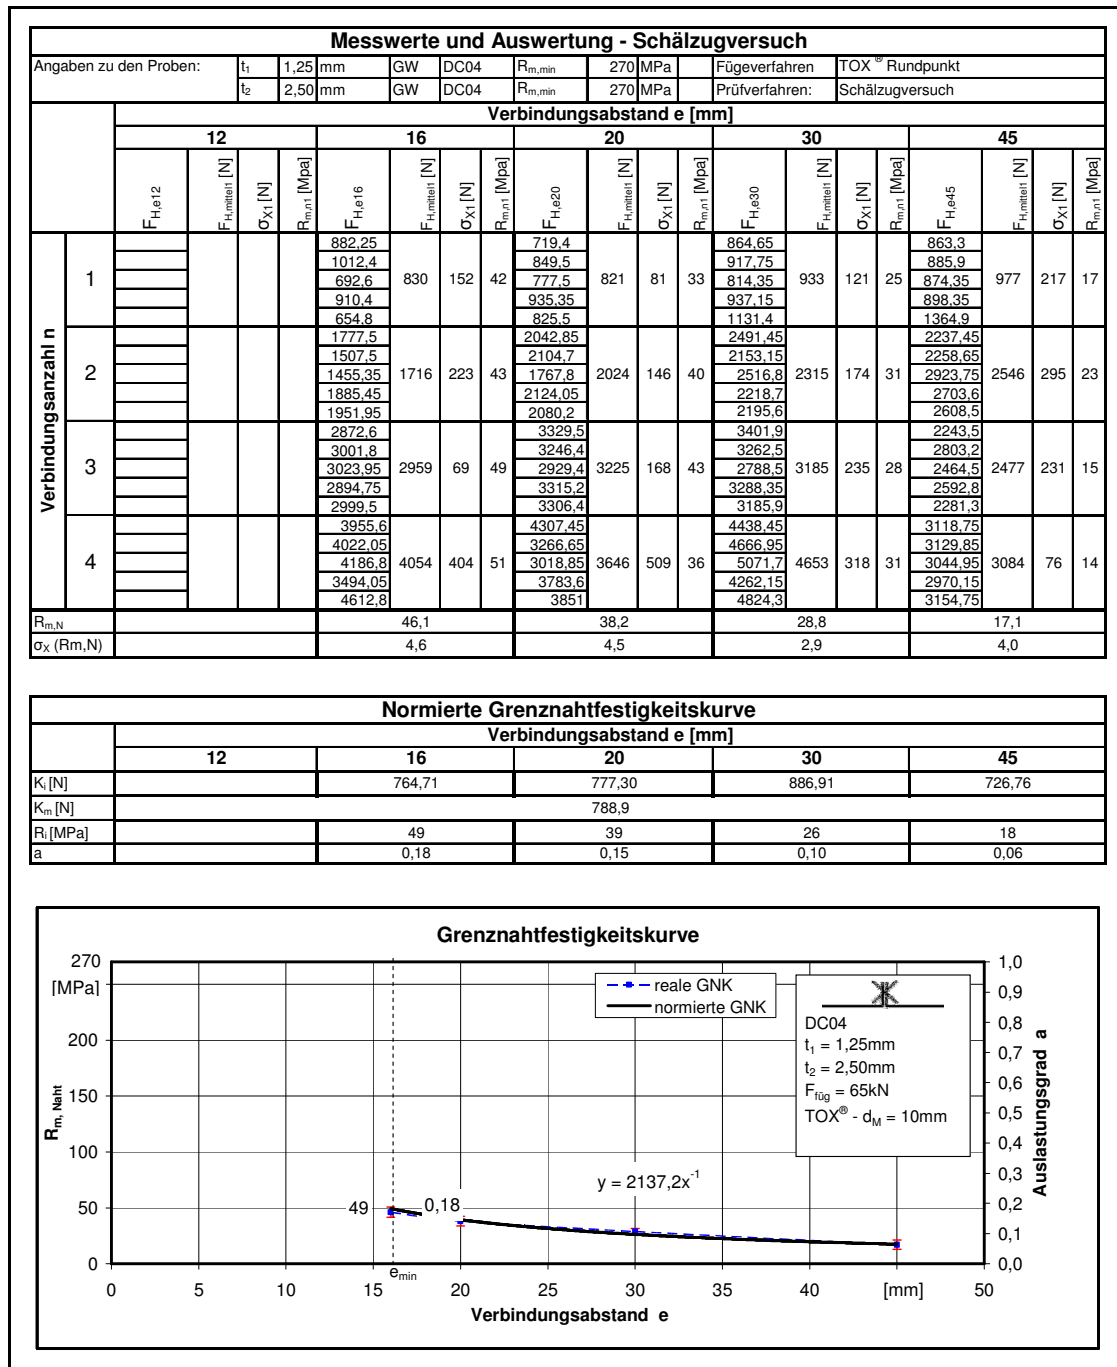 Messwerte und Auswertung - Schälzugversuch
Angaben zu den Proben: t1 1,25 mm GW DC04 Rm,min 270 MPa Fügeverfahren TOX ® Rundpunkt
t2 2,50 mm GW DC04 Rm,min 270 MPa Prüfverfahren: Schälzugversuch
Verbindungsabstand e [mm]
12 16 20 30 45
FH,e12 FH,mittel1 [N] σX1 [N] Rm,n1 [Mpa] FH,e16 FH,mittel1 [N] σX1 [N] Rm,n1 [Mpa] FH,e20 FH,mittel1 [N] σX1 [N] Rm,n1 [Mpa] FH,e30 FH,mittel1 [N] σX1 [N] Rm,n1 [Mpa] FH,e45 FH,mittel1 [N] σX1 [N] Rm,n1 [Mpa]
Verbindungsanzahl n
882,25 719,4 864,65 863,3
1012,4 849,5 917,75 885,9
1 692,6 830 152 42 777,5 821 81 33 814,35 933 121 25 874,35 977 217 17
910,4 935,35 937,15 898,35
654,8 825,5 1131,4 1364,9
1777,5 2042,85 2491,45 2237,45
1507,5 2104,7 2153,15 2258,65
2 1455,35 1716 223 43 1767,8 2024 146 40 2516,8 2315 174 31 2923,75 2546 295 23
1885,45 2124,05 2218,7 2703,6
1951,95 2080,2 2195,6 2608,5
2872,6 3329,5 3401,9 2243,5
3001,8 3246,4 3262,5 2803,2
3 3023,95 2959 69 49 2929,4 3225 168 43 2788,5 3185 235 28 2464,5 2477 231 15
2894,75 3315,2 3288,35 2592,8
2999,5 3306,4 3185,9 2281,3
3955,6 4307,45 4438,45 3118,75
4022,05 3266,65 4666,95 3129,85
4 4186,8 4054 404 51 3018,85 3646 509 36 5071,7 4653 318 31 3044,95 3084 76 14
3494,05 3783,6 4262,15 2970,15
4612,8 3851 4824,3 3154,75
Rm,N 46,1 38,2 28,8 17,1
σX (Rm,N) 4,6 4,5 2,9 4,0
Normierte Grenznahtfestigkeitskurve
Verbindungsabstand e [mm]
12 16 20 30 45
Ki [N] 764,71 777,30 886,91 726,76
Km [N] 788,9
Ri [MPa] 49 39 26 18
a 0,18 0,15 0,10 0,06
Grenznahtfestigkeitskurve
270
[MPa]
200
150
100
50
0
Rm, Naht
reale GNK
normierte GNK
DC04
t1 = 1,25mm
t2 = 2,50mm
Ffüg = 65kN
TOX® - dM = 10mm
y = 2137,2x-1
49
0,18
emin
1,0
0,9
0,8
0,7
0,6
0,5
0,4
0,3
0,2
0,1
0,0
Auslastungsgrad a
0 5 10 15 20 25 30 35 40 [mm] 50
Verbindungsabstand e